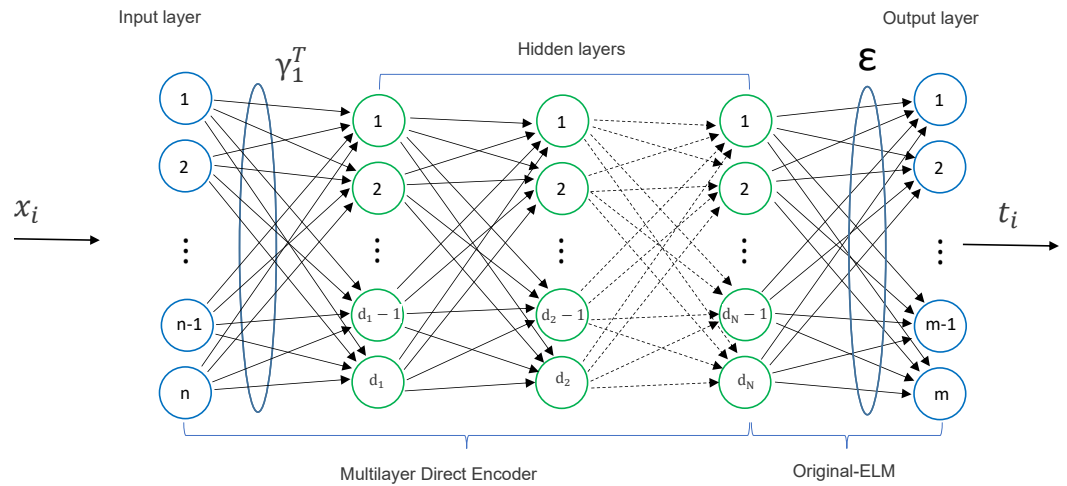 Input layer
Output layer
Hidden layers
γ₁ᵀ
ε
xᵢ
tᵢ
1
2
⋮
n-1
n
1
2
⋮
d₁ − 1
d₁
1
2
⋮
d₂ − 1
d₂
1
2
⋮
d_N − 1
d_N
1
2
⋮
m-1
m
Multilayer Direct Encoder
Original-ELM